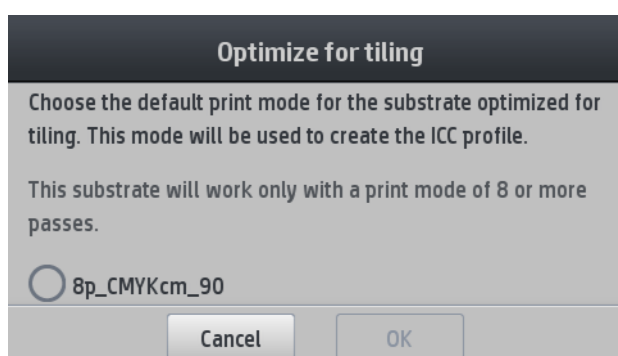 Optimize for tiling
Choose the default print mode for the substrate optimized for
tiling. This mode will be used to create the ICC profile.
This substrate will work only with a print mode of 8 or more
passes.
8p_CMYKcm_90
Cancel OK